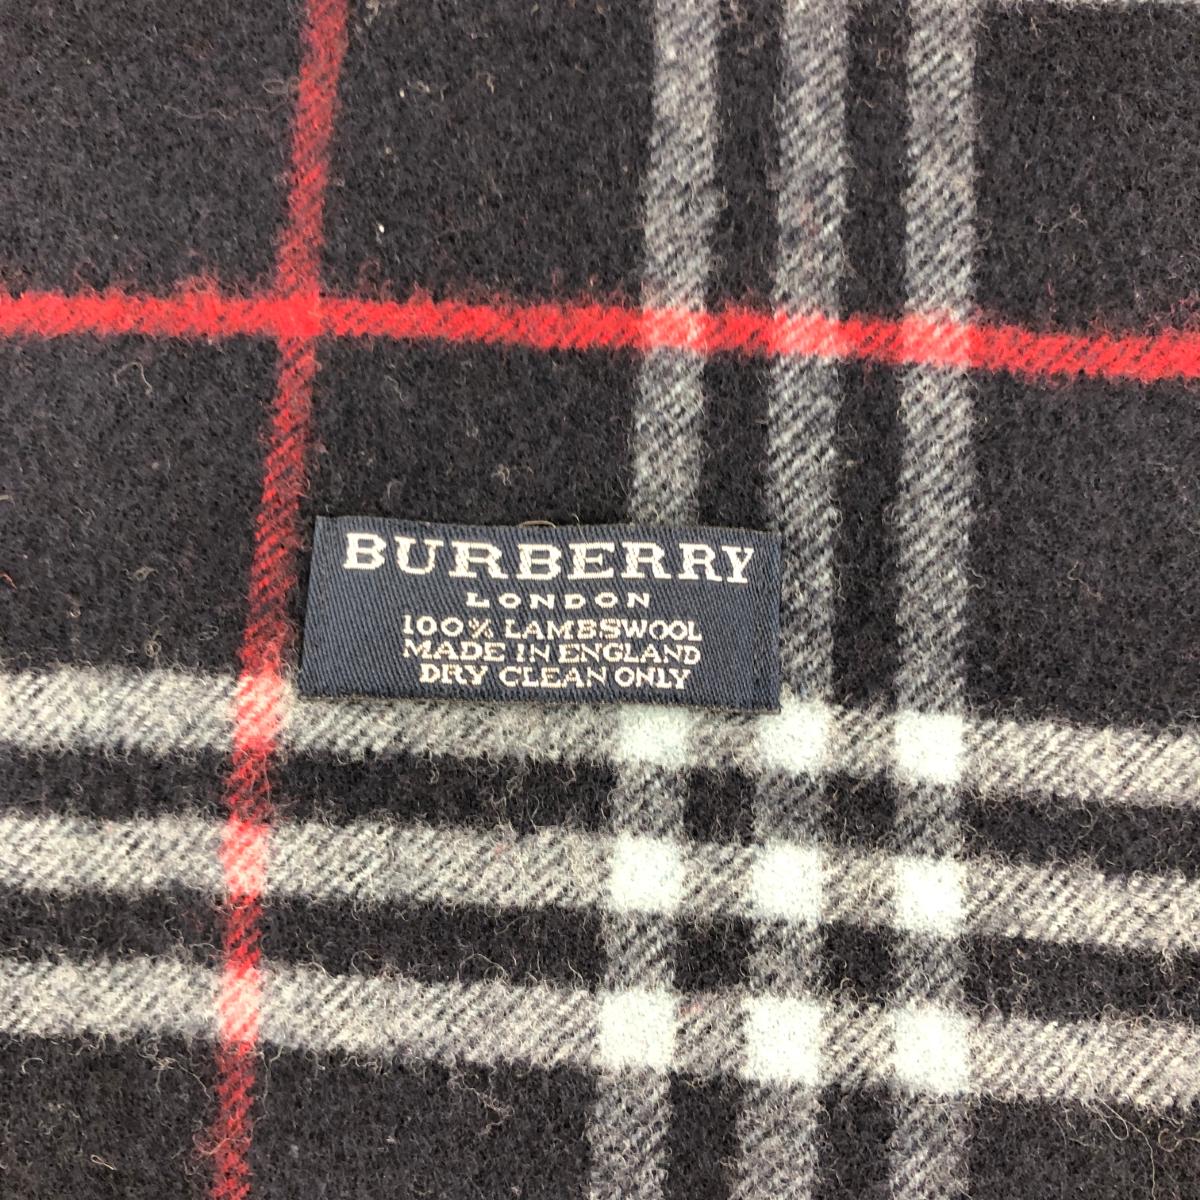 BURBERRY
LONDON
100% LAMBSWOOL
MADE IN ENGLAND
DRY CLEAN ONLY